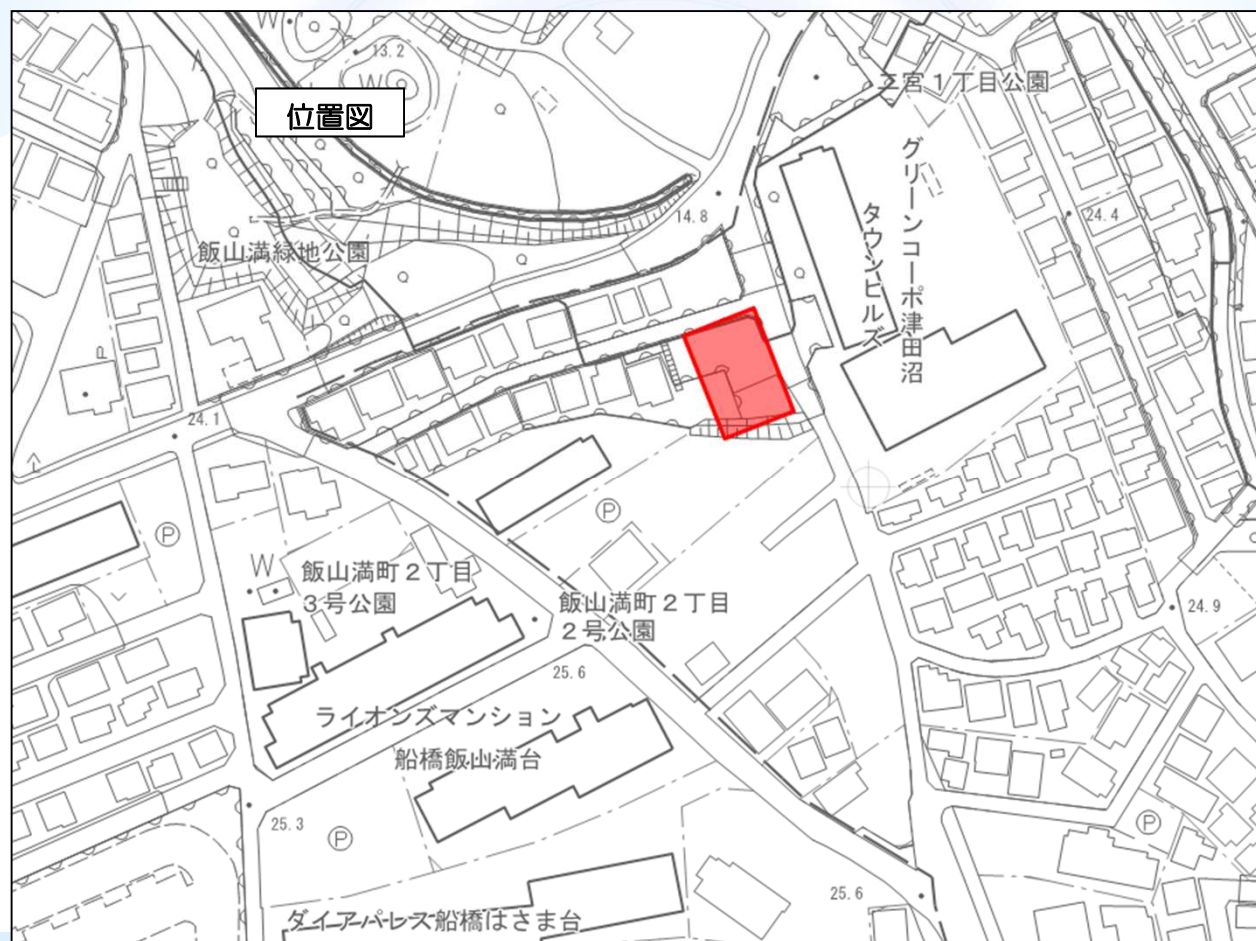 13.2
W
W
位置図
三宮1丁目公園
グリーンコーポ津田沼
タウンヒルズ
14.8
24.4
飯山満緑地公園
24.1
P
P
W
飯山満町2丁目
3号公園
飯山満町2丁目
2号公園
24.9
25.6
ライオンズマンション
船橋飯山満台
25.3
P
P
25.6
ダイアパレス船橋はさま台